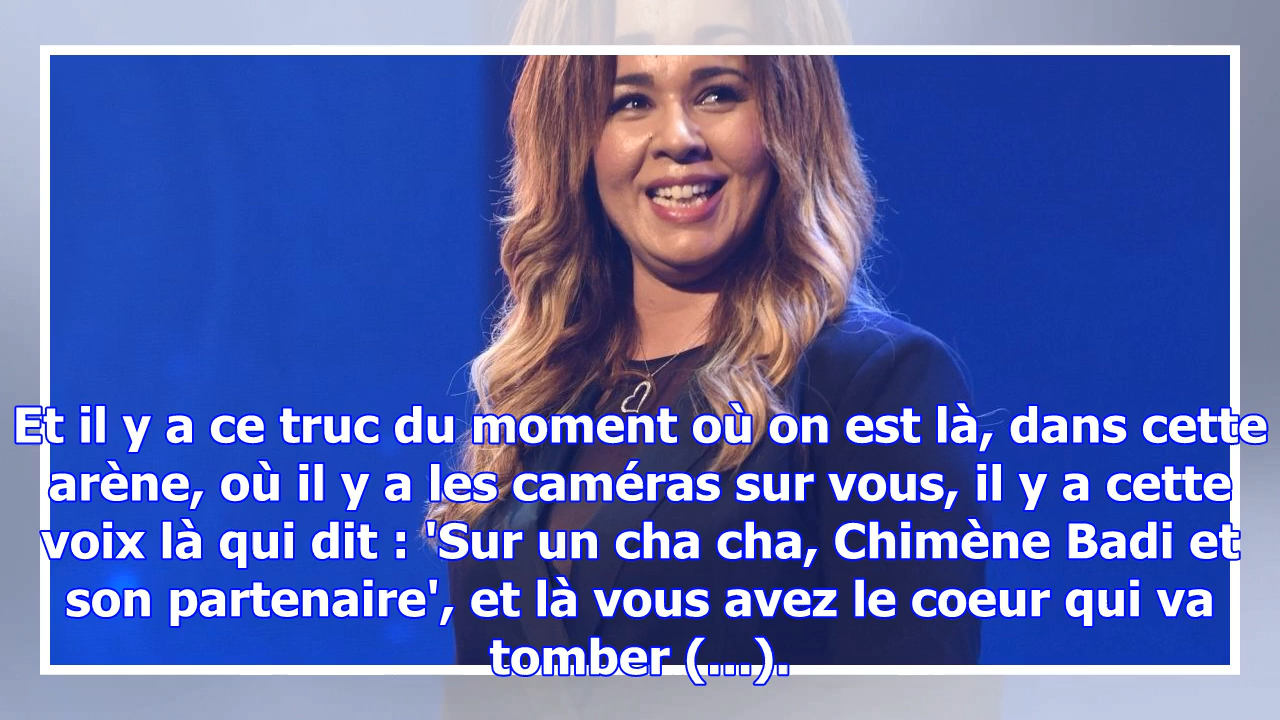 Et il y a ce truc du moment où on est là, dans cette
arène, où il y a les caméras sur vous, il y a cette
voix là qui dit : 'Sur un cha cha, Chimène Badi et
son partenaire', et là vous avez le coeur qui va
tomber (...).